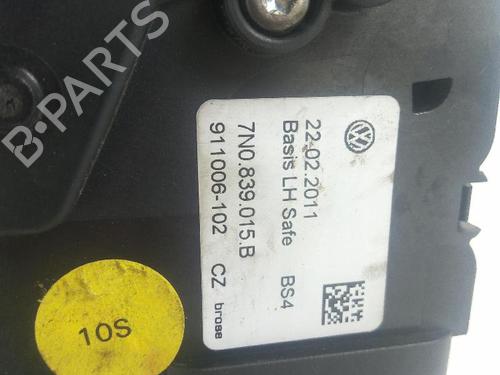 22.02.2011
Basis LH Safe BS4
7N0.839.015.B
911006-102 CZ brose
10S
B-PARTS